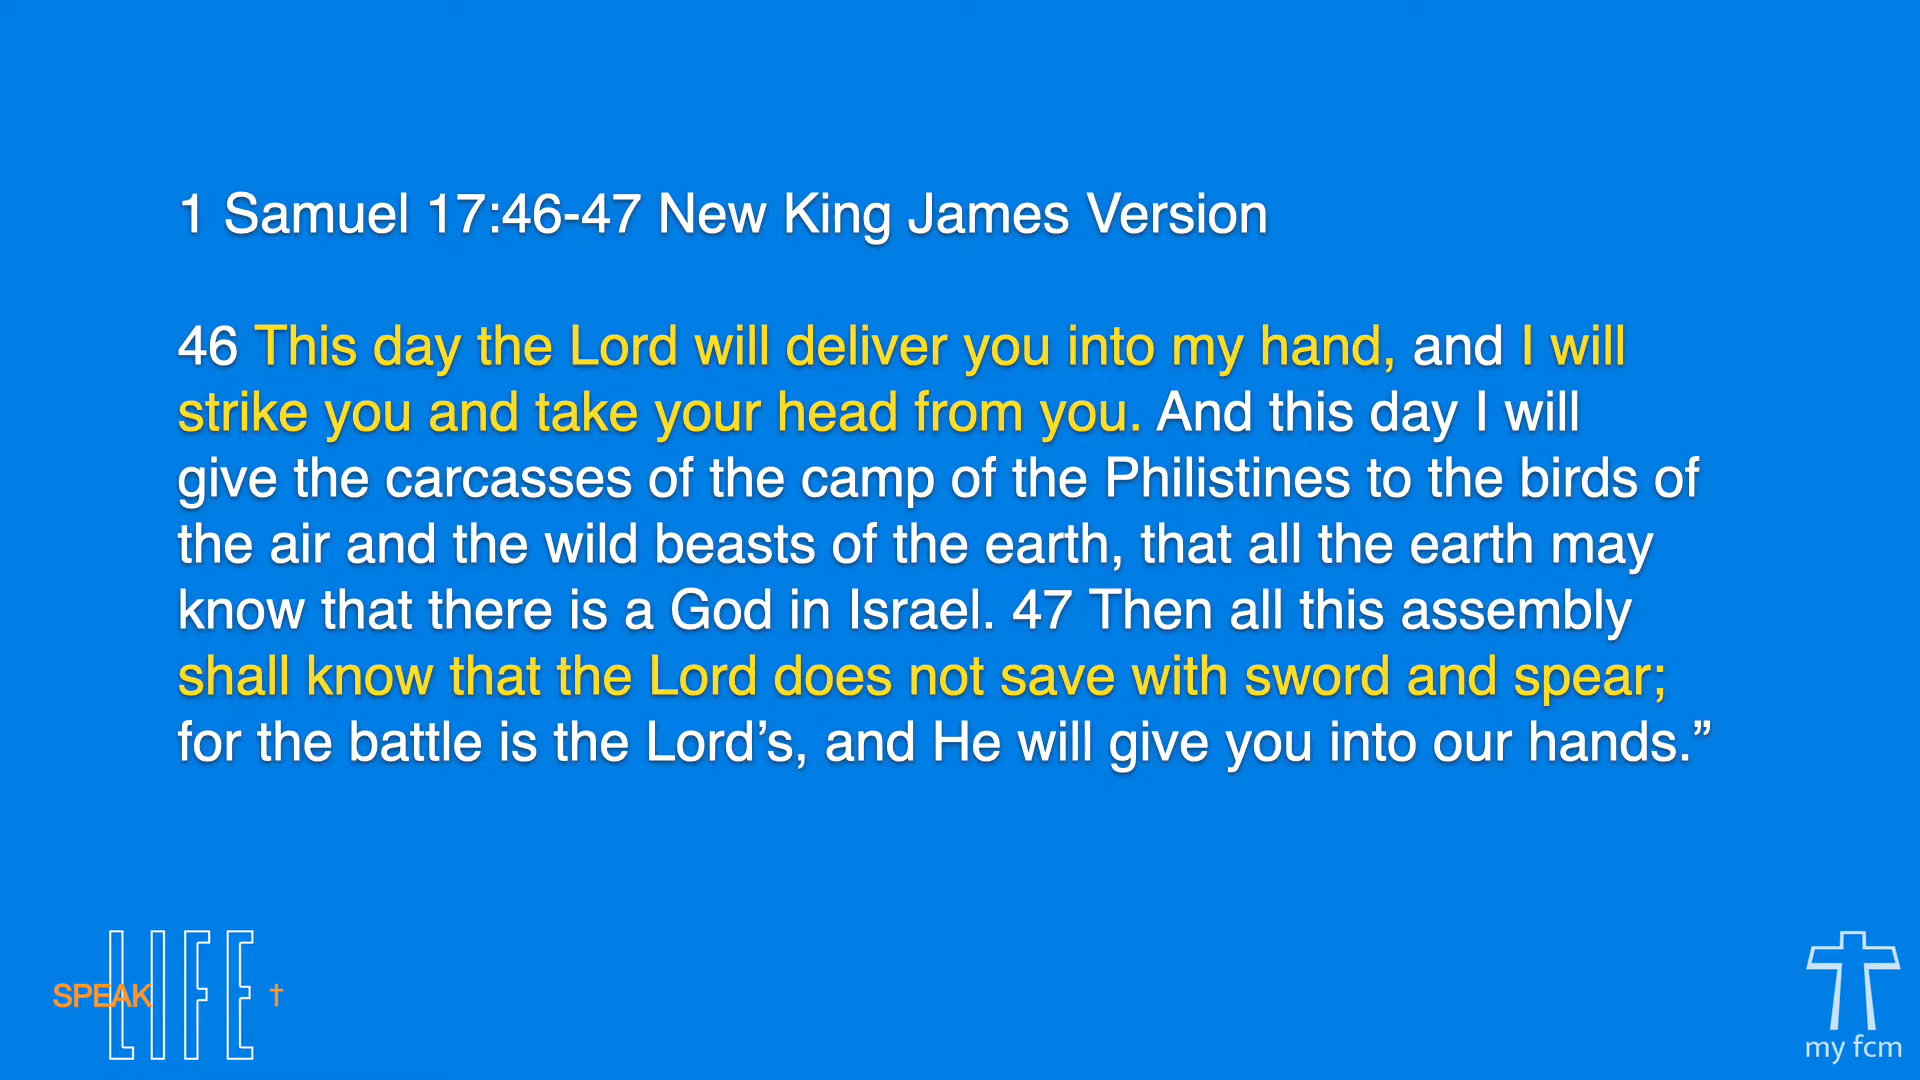 1 Samuel 17:46-47 New King James Version
46 This day the Lord will deliver you into my hand, and I will
strike you and take your head from you. And this day I will
give the carcasses of the camp of the Philistines to the birds of
the air and the wild beasts of the earth, that all the earth may
know that there is a God in Israel. 47 Then all this assembly
shall know that the Lord does not save with sword and spear;
for the battle is the Lord’s, and He will give you into our hands.”
SPEAK LIFE
my fcm